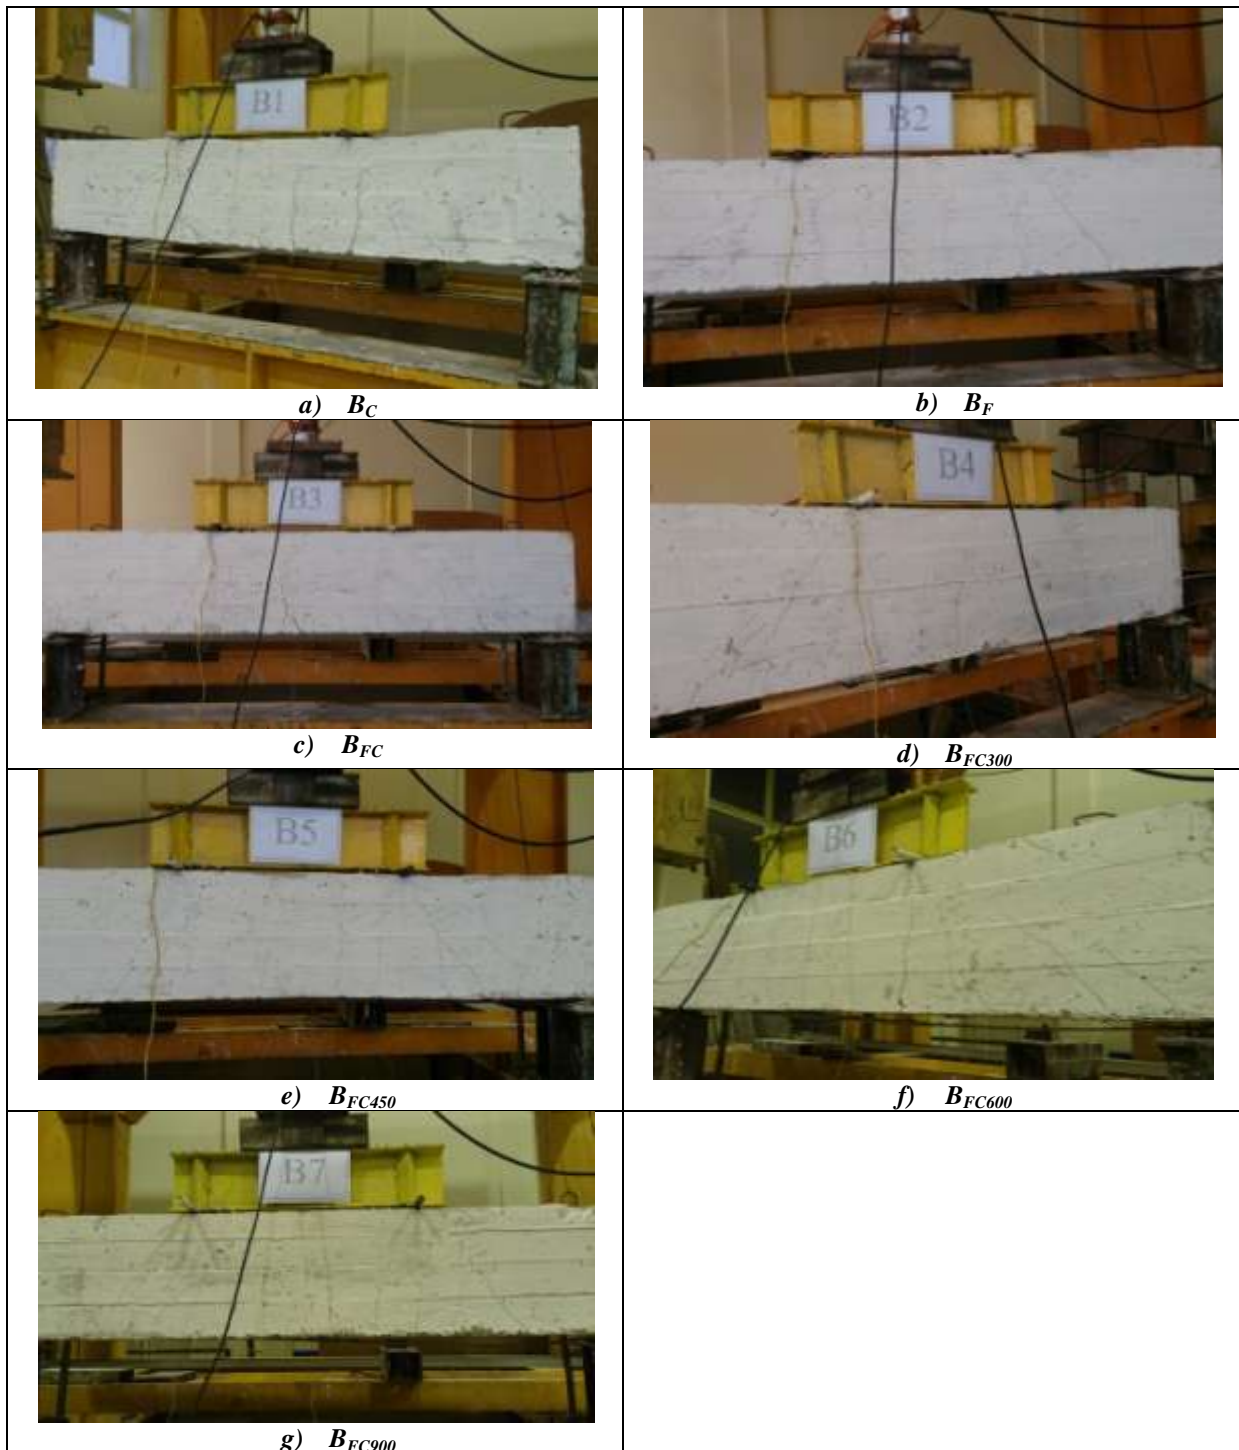 B1
B2
a) B_C
b) B_F
B3
B4
c) B_FC
d) B_FC300
B5
B6
e) B_FC450
f) B_FC600
B7
g) B_FC900